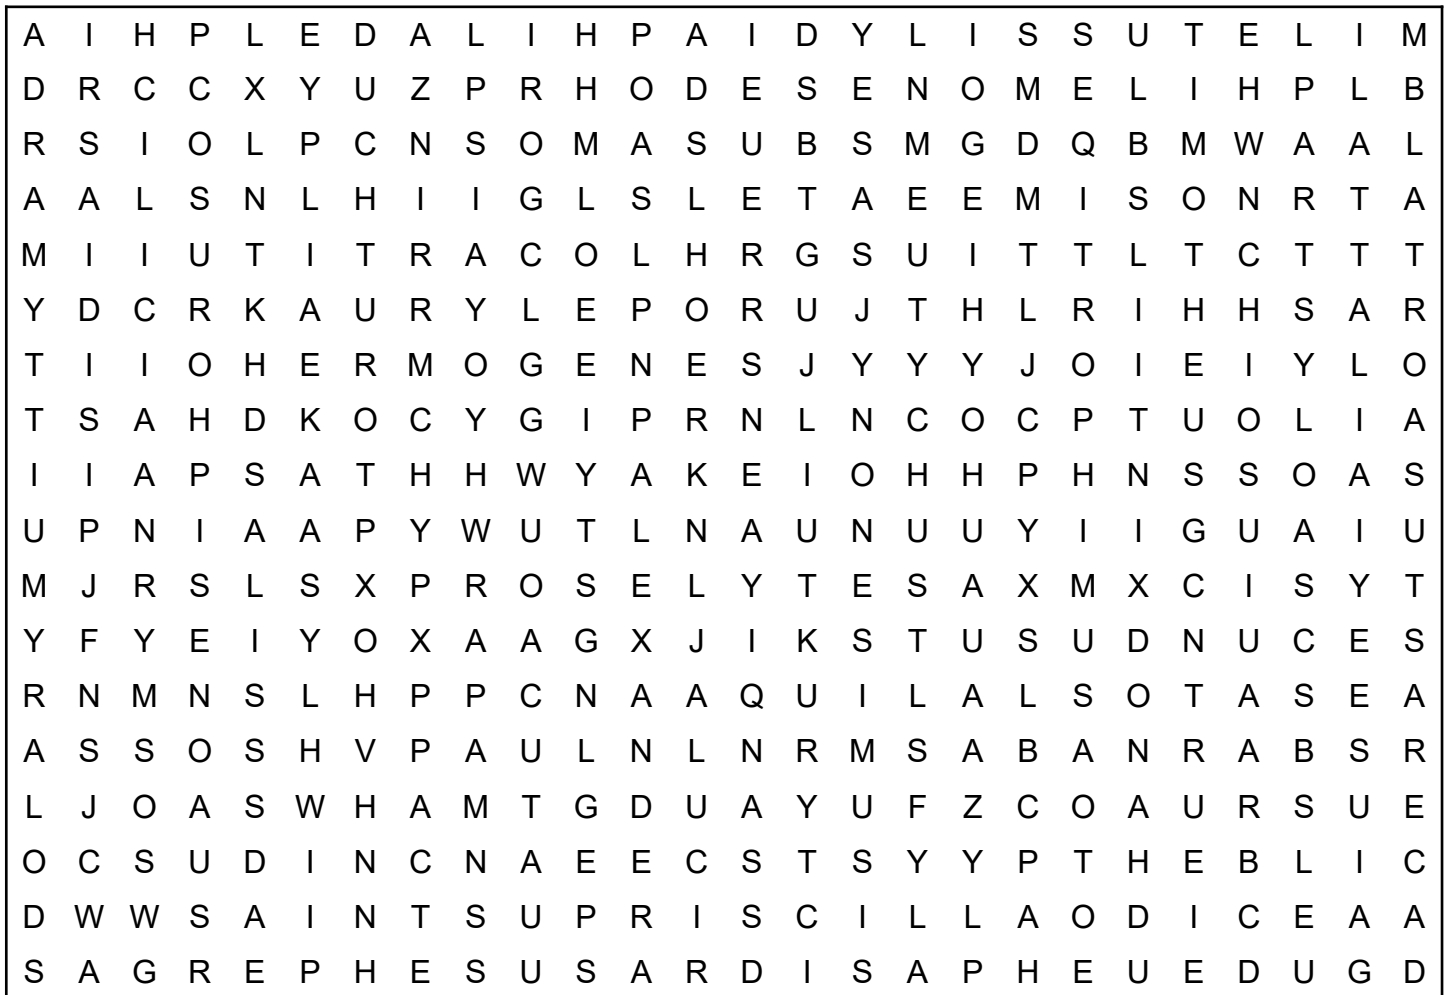 A I H P L E D A L I H P A I D Y L I S S U T E L I M
D R C C X Y U Z P R H O D E S E N O M E L I H P L B
R S I O L P C N S O M A S U B S M G D Q B M W A A L
A A L S N L H I I G L S L E T A E E M I S O N R T A
M I I U T I T R A C O L H R G S U I T T L T C T T T
Y D C R K A U R Y L E P O R U J T H L R I H H S A R
T I I O H E R M O G E N E S J Y Y Y J O I E I Y L O
T S A H D K O C Y G I P R N L N C O C P T U O L I A
I I A P S A T H H W Y A K E I O H H P H N S S O A S
U P N I A A P Y W U T L N A U N U U Y I I G U A I U
M J R S L S X P R O S E L Y T E S A X M X C I S Y T
Y F Y E I Y O X A A G X J I K S T U S U D N U C E S
R N M N S L H P P C N A A Q U I L A L S O T A S E A
A S S O S H V P A U L N L N R M S A B A N R A B S R
L J O A S W H A M T G D U A Y U F Z C O A U R S U E
O C S U D I N C N A E E C S T S Y Y P T H E B L I C
D W W S A I N T S U P R I S C I L L A O D I C E A A
S A G R E P H E S U S A R D I S A P H E U E D U G D